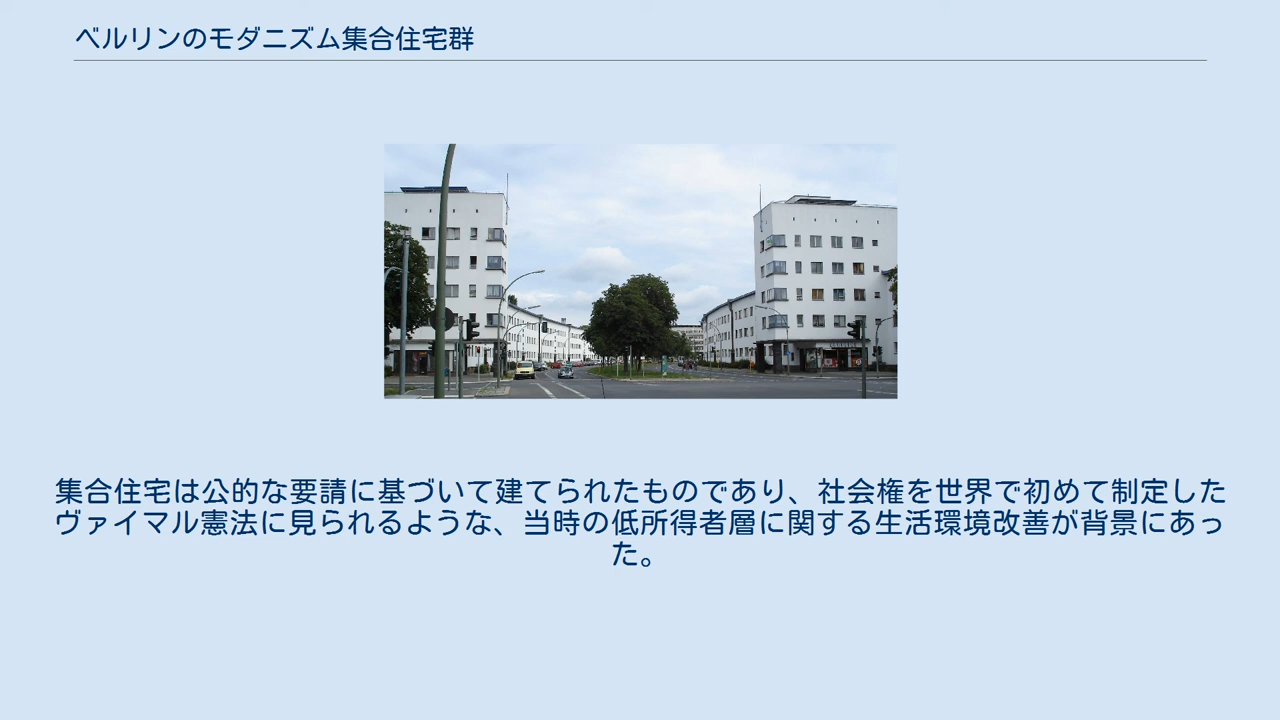 ベルリンのモダニズム集合住宅群
集合住宅は公的な要請に基づいて建てられたものであり、社会権を世界で初めて制定した
ヴァイマル憲法に見られるような、当時の低所得者層に関する生活環境改善が背景にあっ
た。